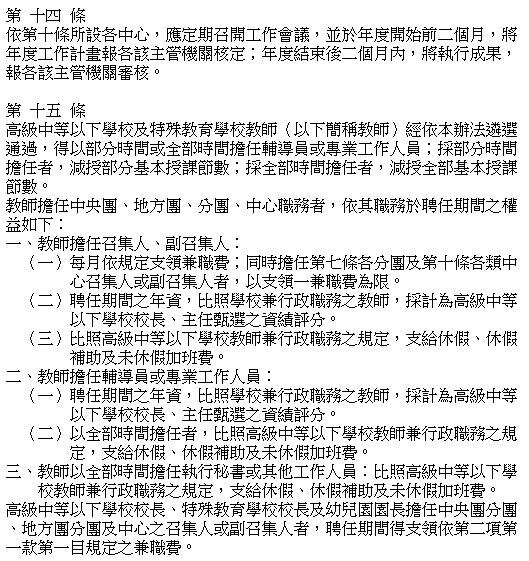 第 十四 條
依第十條所設各中心，應定期召開工作會議，並於年度開始前二個月，將
年度工作計畫報各該主管機關核定；年度結束後二個月內，將執行成果，
報各該主管機關審核。
第 十五 條
高級中等以下學校及特殊教育學校教師（以下簡稱教師）經依本辦法遴選
通過，得以部分時間或全部時間擔任輔導員或專業工作人員；採部分時間
擔任者，減授部分基本授課節數；採全部時間擔任者，減授全部基本授課
節數。
教師擔任中央團、地方團、分團、中心職務者，依其職務於聘任期間之權
益如下：
一、教師擔任召集人、副召集人：
（一）每月依規定支領兼職費；同時擔任第七條各分團及第十條各類中
心召集人或副召集人者，以支領一兼職費為限。
（二）聘任期間之年資，比照學校兼行政職務之教師，採計為高級中等
以下學校校長、主任甄選之資績評分。
（三）比照高級中等以下學校教師兼行政職務之規定，支給休假、休假
補助及未休假加班費。
二、教師擔任輔導員或專業工作人員：
（一）聘任期間之年資，比照學校兼行政職務之教師，採計為高級中等
以下學校校長、主任甄選之資績評分。
（二）以全部時間擔任者，比照高級中等以下學校教師兼行政職務之規
定，支給休假、休假補助及未休假加班費。
三、教師以全部時間擔任執行秘書或其他工作人員：比照高級中等以下學
校教師兼行政職務之規定，支給休假、休假補助及未休假加班費。
高級中等以下學校校長、特殊教育學校校長及幼兒園園長擔任中央團分團
、地方團分團及中心之召集人或副召集人者，聘任期間得支領依第二項第
一款第一目規定之兼職費。